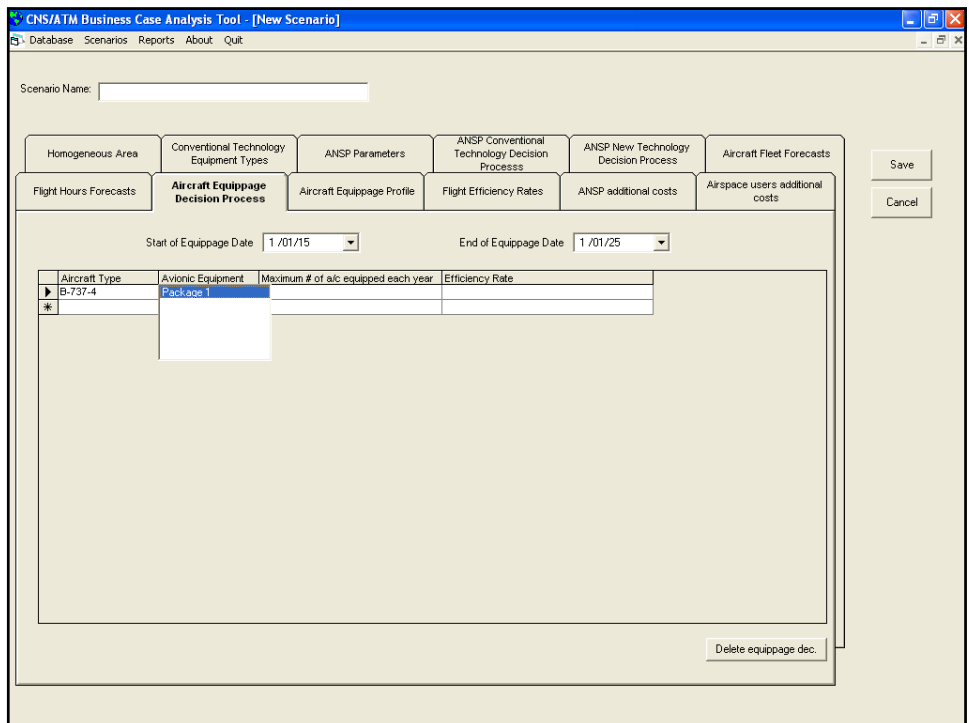 CNS/ATM Business Case Analysis Tool - [New Scenario]
Database Scenarios Reports About Quit
Scenario Name:
Homogeneous Area
Conventional Technology
Equipment Types
ANSP Parameters
ANSP Conventional
Technology Decision
Processs
ANSP New Technology
Decision Process
Aircraft Fleet Forecasts
Save
Flight Hours Forecasts
Aircraft Equippage
Decision Process
Aircraft Equippage Profile
Flight Efficiency Rates
ANSP additional costs
Airspace users additional
costs
Cancel
Start of Equippage Date 1 /01/15 End of Equippage Date 1 /01/25
Aircraft Type Avionic Equipment Maximum # of a/c equipped each year Efficiency Rate
B-737-4 Package 1
Delete equippage dec.